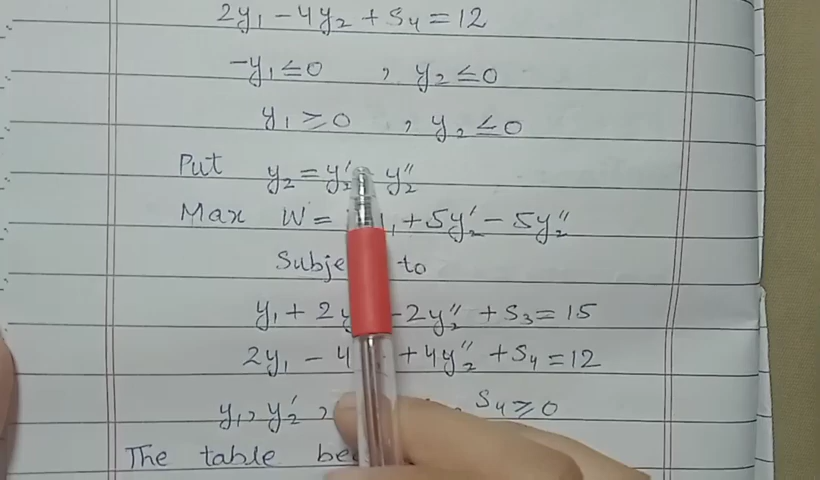 2y₁ - 4y₂ + S₄ = 12
-y₁ ≤ 0 , y₂ ≤ 0
y₁ ≥ 0 , y₂ ≤ 0
Put y₂ = y₂′ y₂″
Max W = + 5y₂′ - 5y₂″
to
y₁ + 2y - 2y₂″ + S₃ = 15
2y₁ - 4 + 4y₂″ + S₄ = 12
y₁, y₂′, S₄ ≥ 0
The table